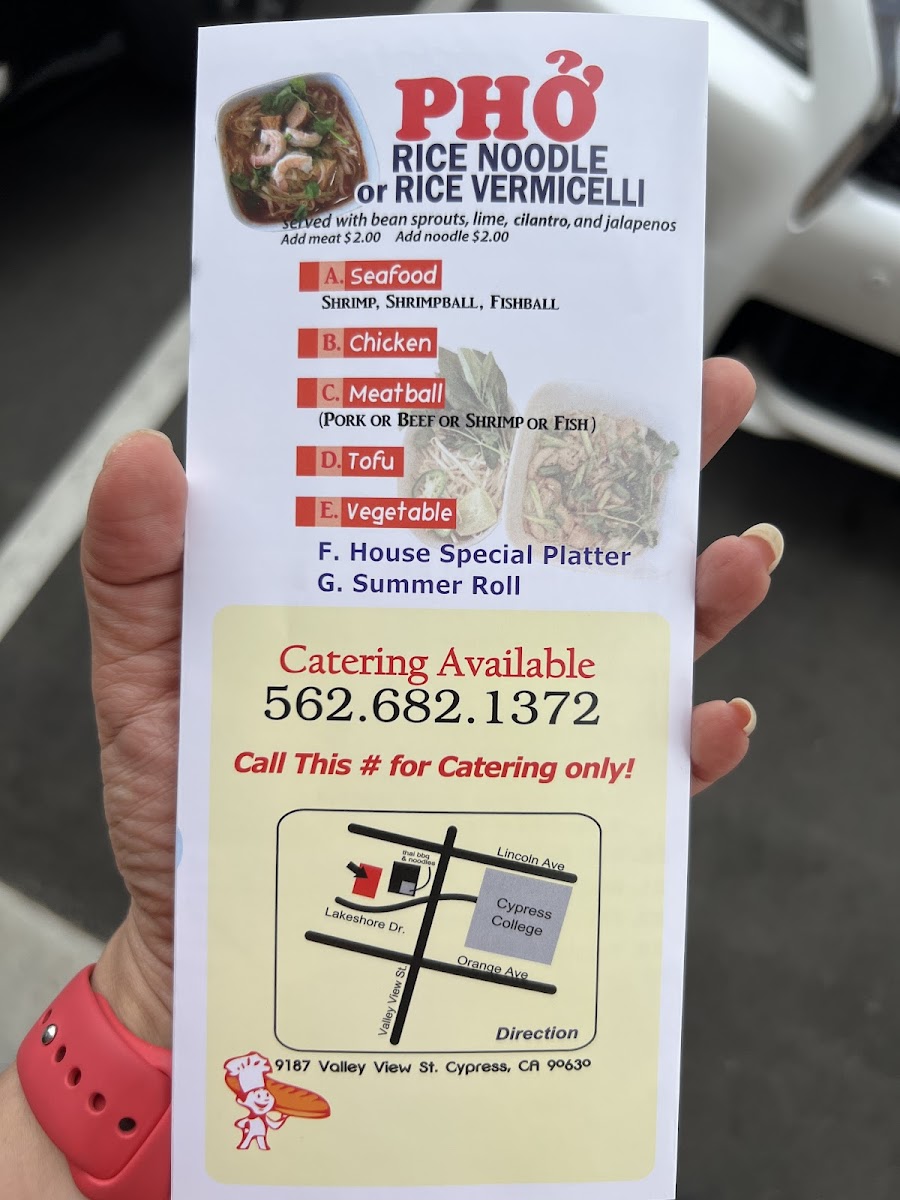 PHỞ
RICE NOODLE
or RICE VERMICELLI
served with bean sprouts, lime, cilantro, and jalapenos
Add meat $2.00 Add noodle $2.00
A. Seafood
SHRIMP, SHRIMPBALL, FISHBALL
B. Chicken
C. Meatball
(PORK OR BEEF OR SHRIMP OR FISH)
D. Tofu
E. Vegetable
F. House Special Platter
G. Summer Roll
Catering Available
562.682.1372
Call This # for Catering only!
thai bbq
& noodles
Lincoln Ave
Cypress
College
Lakeshore Dr.
Orange Ave
Valley View St.
Direction
9187 Valley View St. Cypress, CA 90630